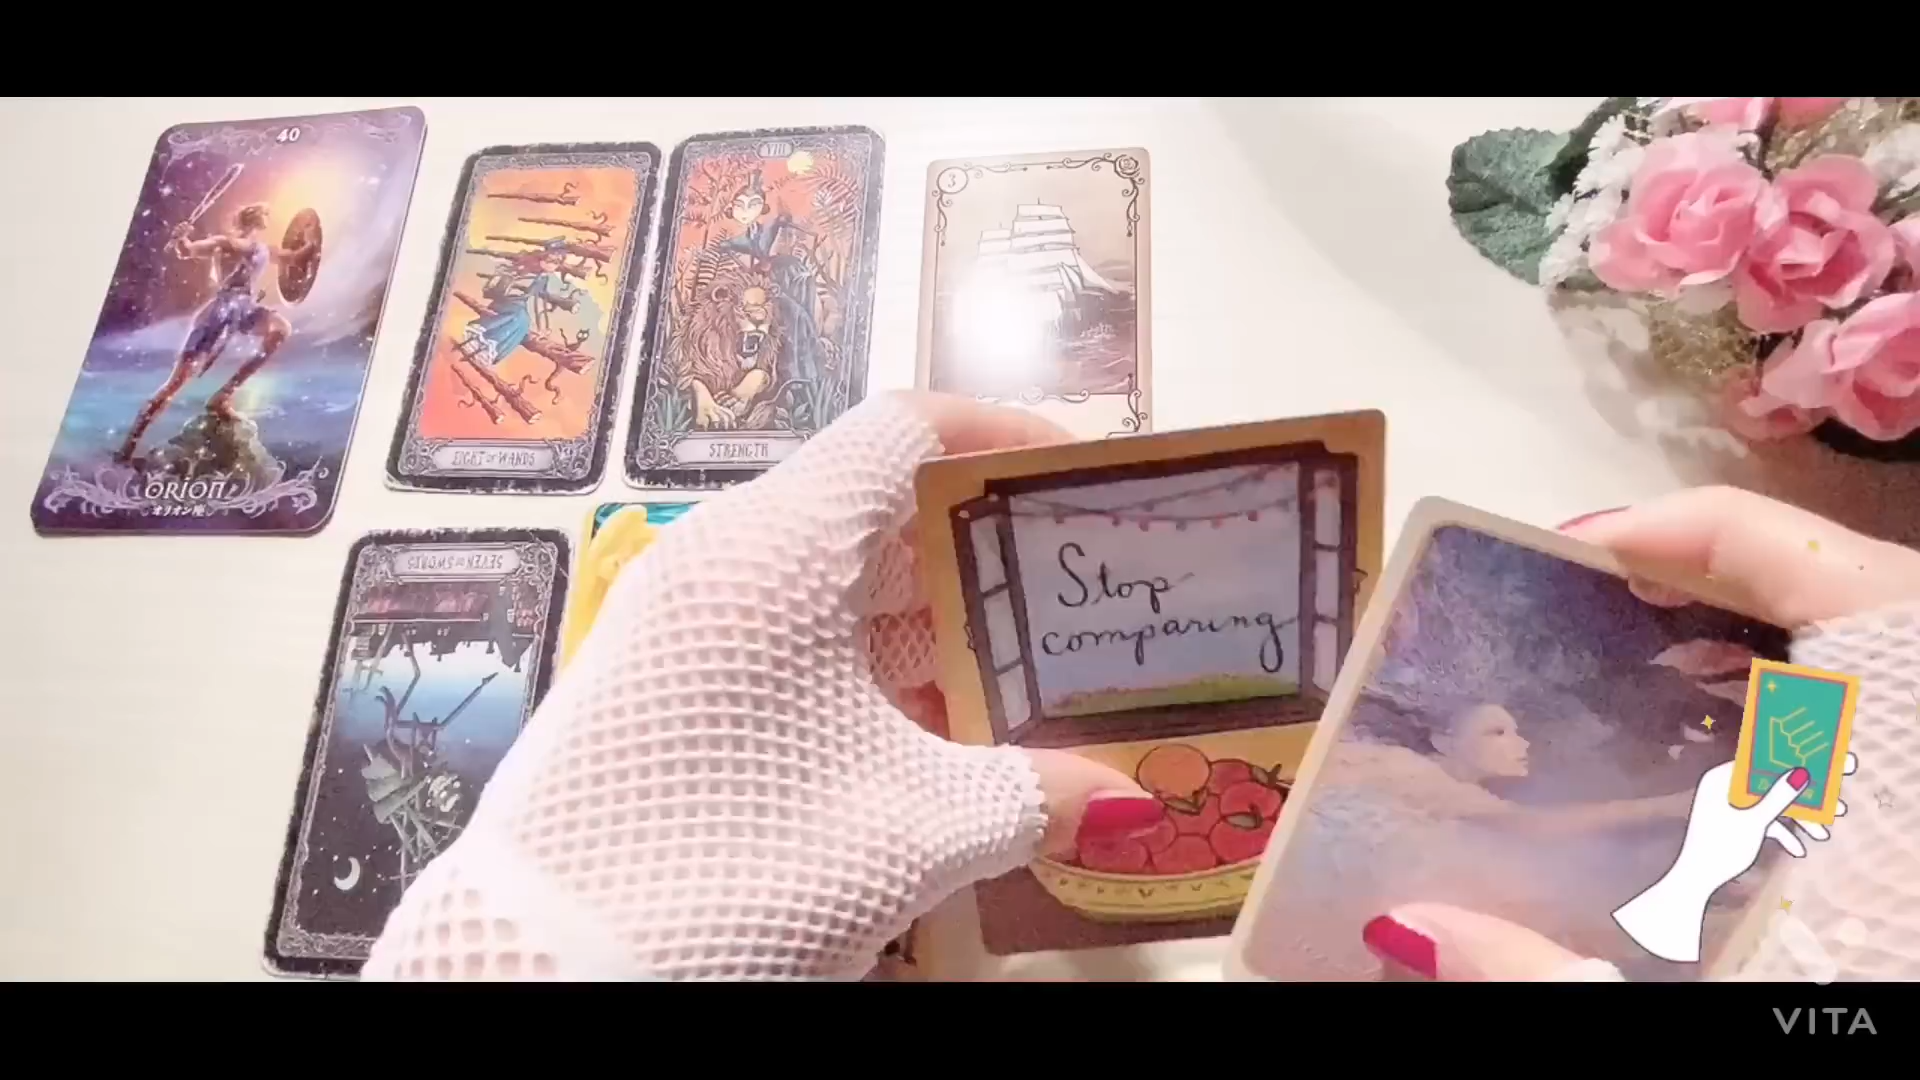 40
ORION
オリオン座
EIGHT OF WANDS
VIII
STRENGTH
3
SEVEN OF SWORDS
Stop
comparing
VITA